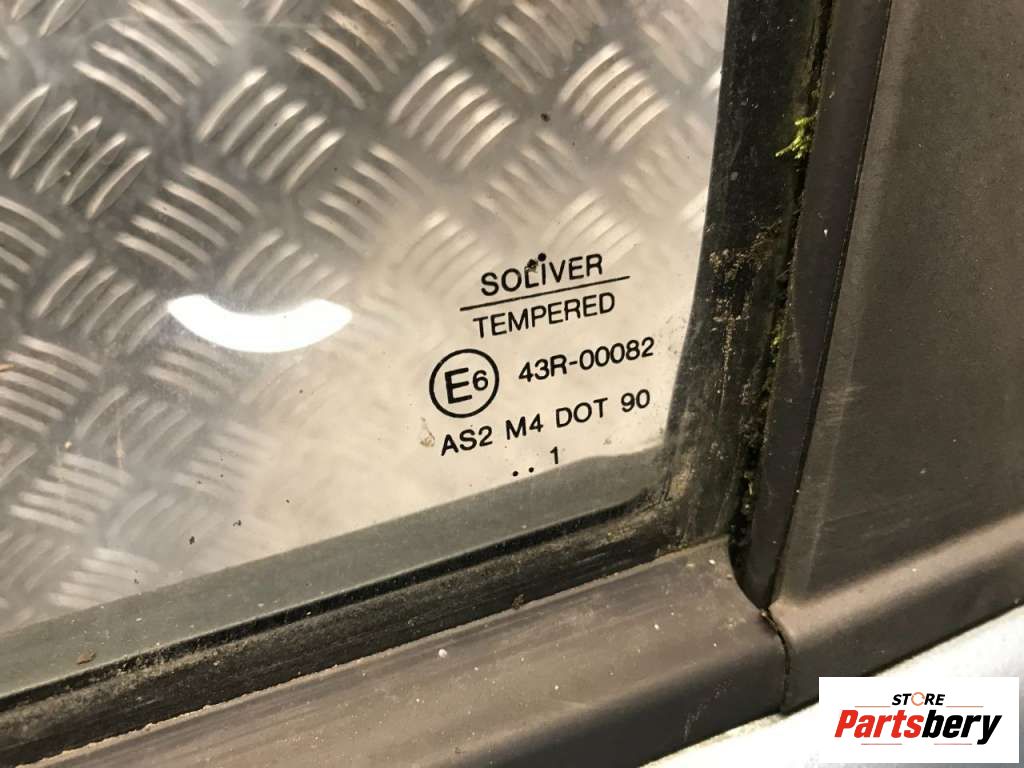 SOLIVER
TEMPERED
E6 43R-00082
AS2 M4 DOT 90
. . 1
STORE
Partsbery